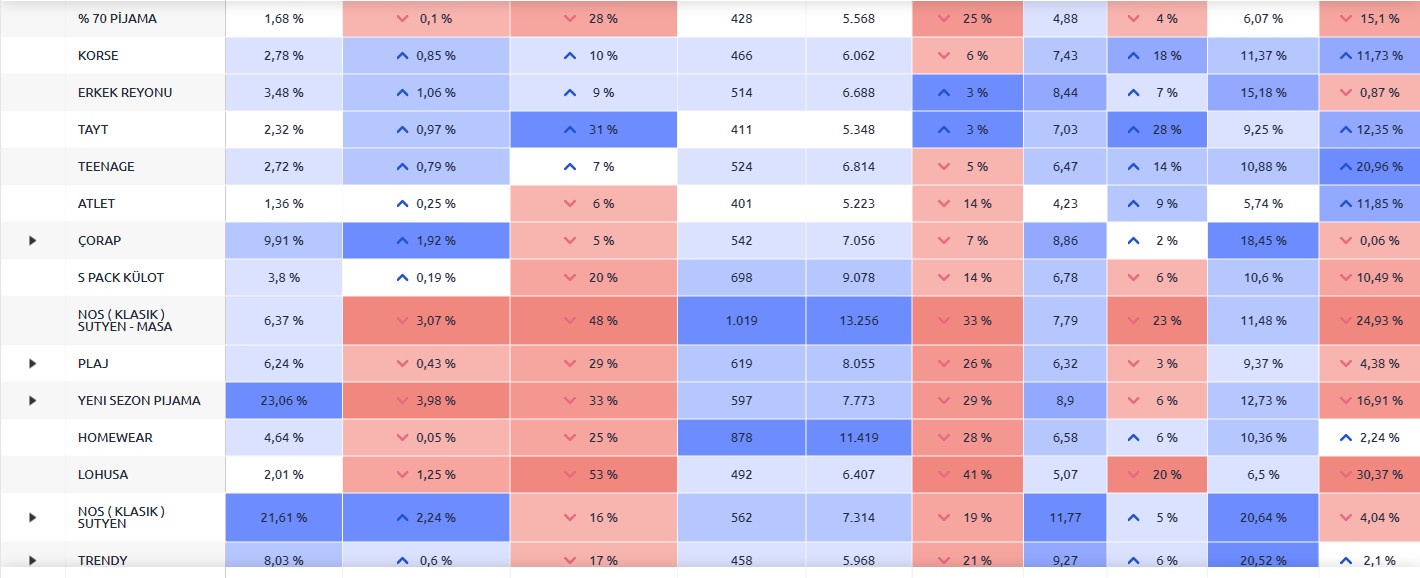 % 70 PİJAMA 1,68 % 0,1 % 28 % 428 5.568 25 % 4,88 4 % 6,07 % 15,1 %
KORSE 2,78 % 0,85 % 10 % 466 6.062 6 % 7,43 18 % 11,37 % 11,73 %
ERKEK REYONU 3,48 % 1,06 % 9 % 514 6.688 3 % 8,44 7 % 15,18 % 0,87 %
TAYT 2,32 % 0,97 % 31 % 411 5.348 3 % 7,03 28 % 9,25 % 12,35 %
TEENAGE 2,72 % 0,79 % 7 % 524 6.814 5 % 6,47 14 % 10,88 % 20,96 %
ATLET 1,36 % 0,25 % 6 % 401 5.223 14 % 4,23 9 % 5,74 % 11,85 %
ÇORAP 9,91 % 1,92 % 5 % 542 7.056 7 % 8,86 2 % 18,45 % 0,06 %
S PACK KÜLOT 3,8 % 0,19 % 20 % 698 9.078 14 % 6,78 6 % 10,6 % 10,49 %
NOS ( KLASIK )
SUTYEN - MASA 6,37 % 3,07 % 48 % 1.019 13.256 33 % 7,79 23 % 11,48 % 24,93 %
PLAJ 6,24 % 0,43 % 29 % 619 8.055 26 % 6,32 3 % 9,37 % 4,38 %
YENI SEZON PIJAMA 23,06 % 3,98 % 33 % 597 7.773 29 % 8,9 6 % 12,73 % 16,91 %
HOMEWEAR 4,64 % 0,05 % 25 % 878 11.419 28 % 6,58 6 % 10,36 % 2,24 %
LOHUSA 2,01 % 1,25 % 53 % 492 6.407 41 % 5,07 20 % 6,5 % 30,37 %
NOS ( KLASIK )
SUTYEN 21,61 % 2,24 % 16 % 562 7.314 19 % 11,77 5 % 20,64 % 4,04 %
TRENDY 8,03 % 0,6 % 17 % 458 5.968 21 % 9,27 6 % 20,52 % 2,1 %